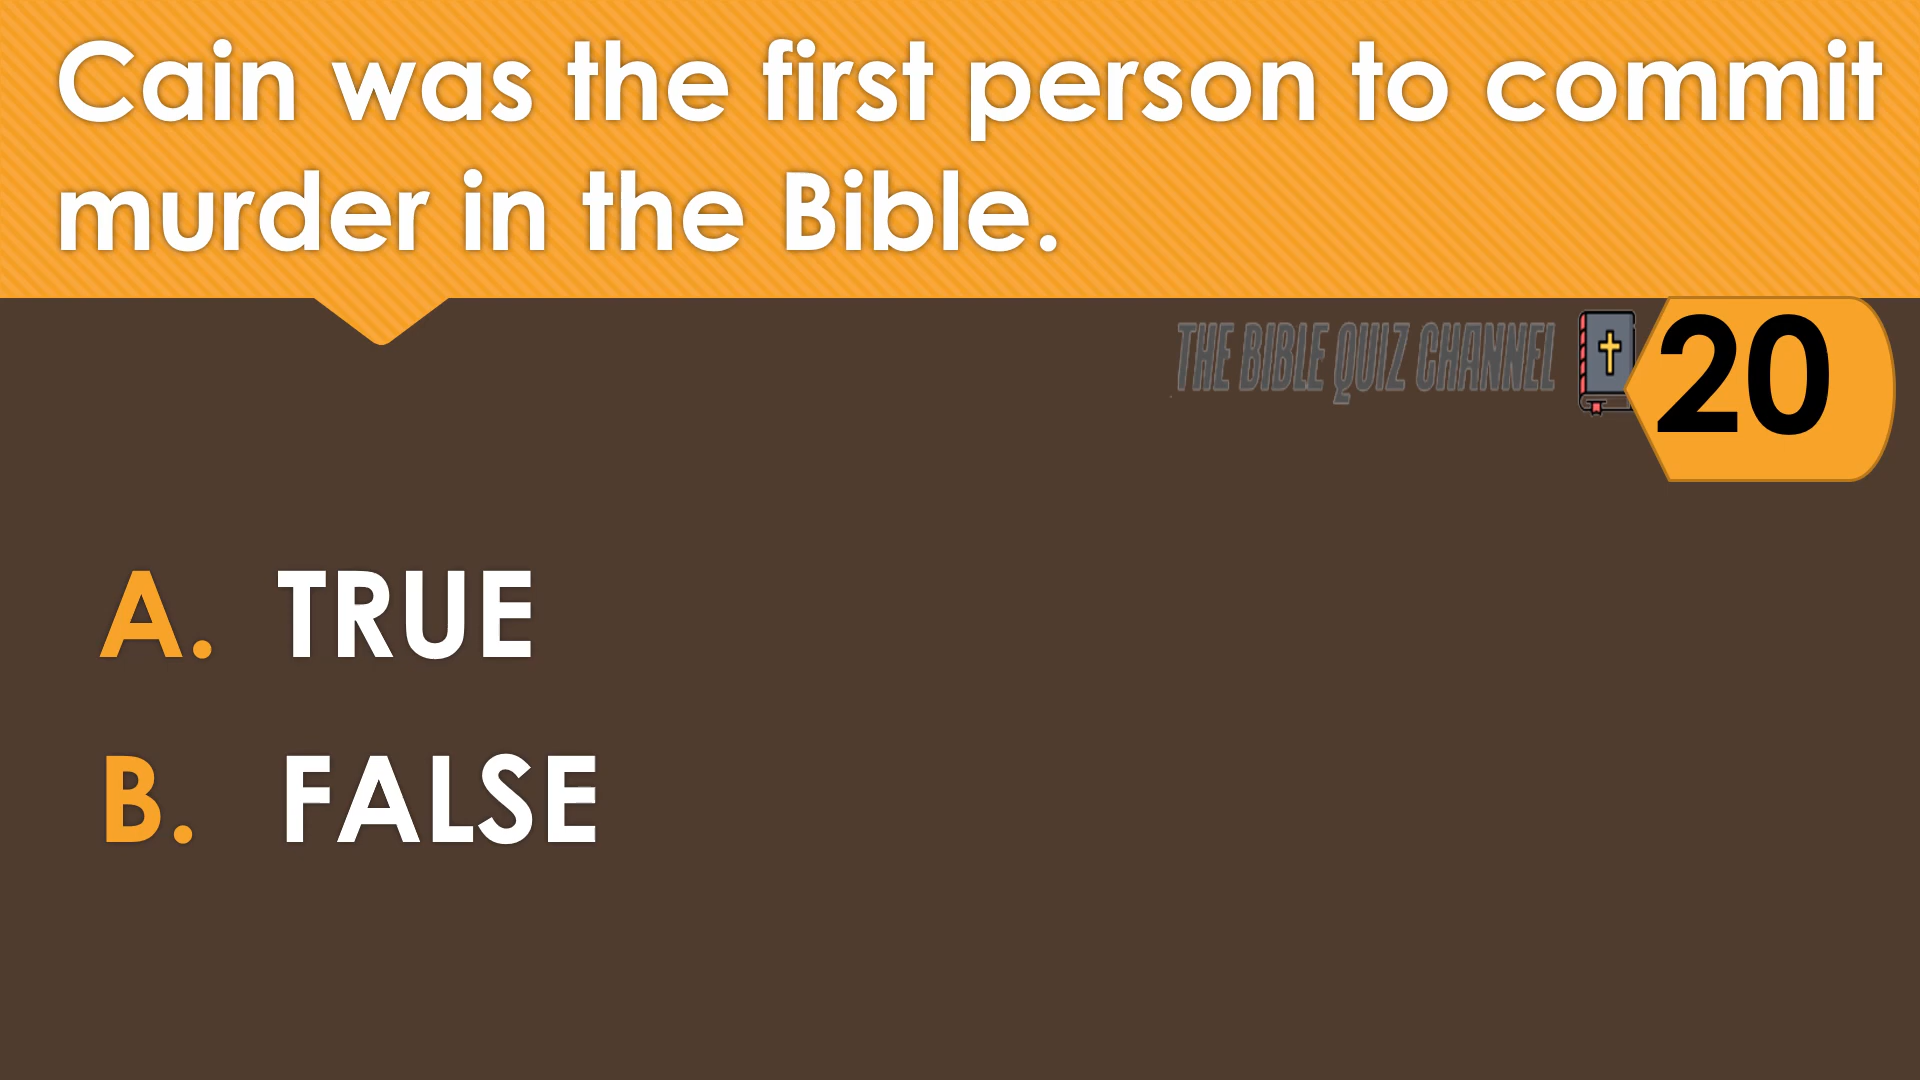 Cain was the first person to commit
murder in the Bible.
THE BIBLE QUIZ CHANNEL
20
A. TRUE
B. FALSE